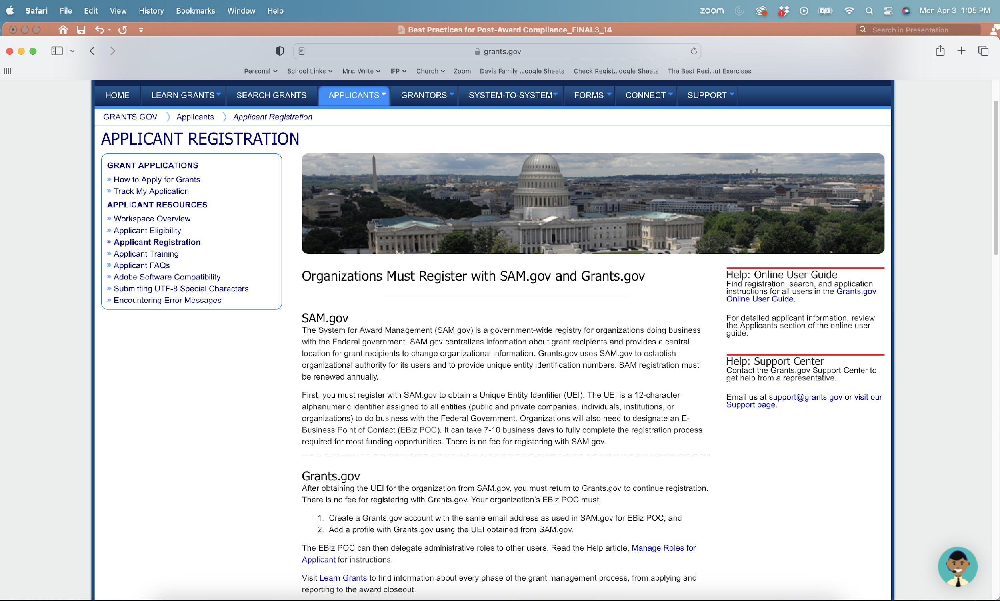 Safari File Edit View History Bookmarks Window Help zoom 1 Mon Apr 3 1:05 PM
Best Practices for Post-Award Compliance_FINAL3_14 Search in Presentation
grants.gov
Personal School Links Mrs. Write IFP Church Zoom Davis Family ...oogle Sheets Check Regist...oogle Sheets The Best Resi...ut Exercises
HOME LEARN GRANTS SEARCH GRANTS APPLICANTS GRANTORS SYSTEM-TO-SYSTEM FORMS CONNECT SUPPORT
GRANTS.GOV 〉 Applicants 〉 Applicant Registration
APPLICANT REGISTRATION
GRANT APPLICATIONS
» How to Apply for Grants
» Track My Application
APPLICANT RESOURCES
» Workspace Overview
» Applicant Eligibility
» Applicant Registration
» Applicant Training
» Applicant FAQs
» Adobe Software Compatibility
» Submitting UTF-8 Special Characters
» Encountering Error Messages
Organizations Must Register with SAM.gov and Grants.gov
SAM.gov
The System for Award Management (SAM.gov) is a government-wide registry for organizations doing business
with the Federal government. SAM.gov centralizes information about grant recipients and provides a central
location for grant recipients to change organizational information. Grants.gov uses SAM.gov to establish
organizational authority for its users and to provide unique entity identification numbers. SAM registration must
be renewed annually.
First, you must register with SAM.gov to obtain a Unique Entity Identifier (UEI). The UEI is a 12-character
alphanumeric identifier assigned to all entities (public and private companies, individuals, institutions, or
organizations) to do business with the Federal Government. Organizations will also need to designate an E-
Business Point of Contact (EBiz POC). It can take 7-10 business days to fully complete the registration process
required for most funding opportunities. There is no fee for registering with SAM.gov.
Grants.gov
After obtaining the UEI for the organization from SAM.gov, you must return to Grants.gov to continue registration.
There is no fee for registering with Grants.gov. Your organization's EBiz POC must:
1. Create a Grants.gov account with the same email address as used in SAM.gov for EBiz POC, and
2. Add a profile with Grants.gov using the UEI obtained from SAM.gov.
The EBiz POC can then delegate administrative roles to other users. Read the Help article, Manage Roles for
Applicant for instructions.
Visit Learn Grants to find information about every phase of the grant management process, from applying and
reporting to the award closeout.
Help: Online User Guide
Find registration, search, and application
instructions for all users in the Grants.gov
Online User Guide.
For detailed applicant information, review
the Applicants section of the online user
guide.
Help: Support Center
Contact the Grants.gov Support Center to
get help from a representative.
Email us at support@grants.gov or visit our
Support page.